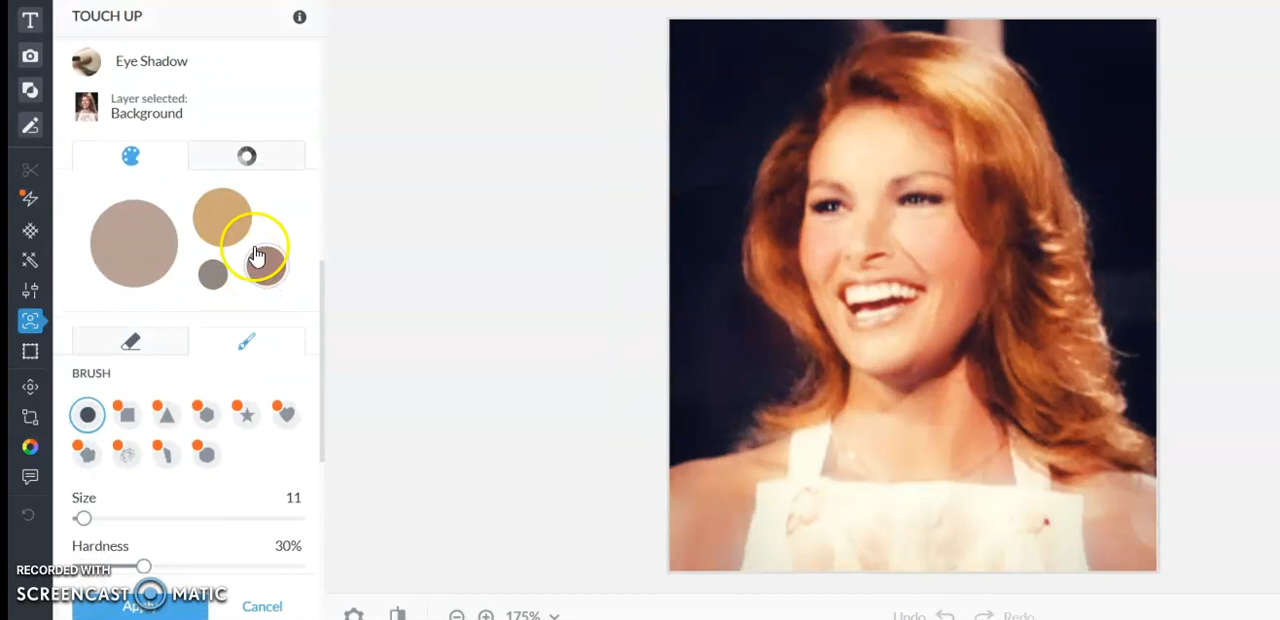 TOUCH UP
Eye Shadow
Layer selected:
Background
BRUSH
Size 11
Hardness 30%
RECORDED WITH
SCREENCAST MATIC
Apply Cancel
175%
Undo Redo